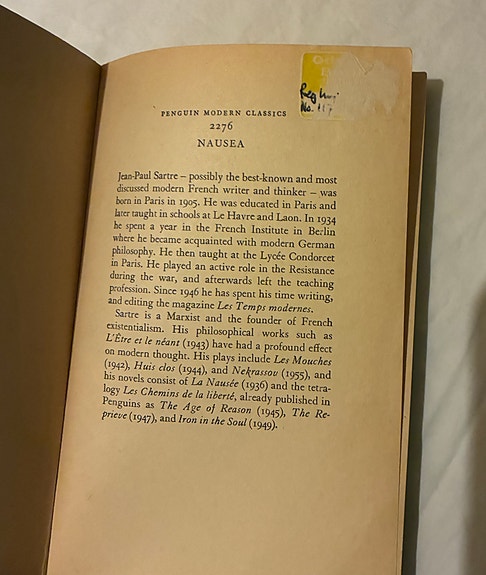 No. 117
PENGUIN MODERN CLASSICS
2276
NAUSEA
Jean-Paul Sartre – possibly the best-known and most
discussed modern French writer and thinker – was
born in Paris in 1905. He was educated in Paris and
later taught in schools at Le Havre and Laon. In 1934
he spent a year in the French Institute in Berlin
where he became acquainted with modern German
philosophy. He then taught at the Lycée Condorcet
in Paris. He played an active role in the Resistance
during the war, and afterwards left the teaching
profession. Since 1946 he has spent his time writing,
and editing the magazine Les Temps modernes.
Sartre is a Marxist and the founder of French
existentialism. His philosophical works such as
L'Être et le néant (1943) have had a profound effect
on modern thought. His plays include Les Mouches
(1942), Huis clos (1944), and Nekrassov (1955), and
his novels consist of La Nausée (1936) and the tetra-
logy Les Chemins de la liberté, already published in
Penguins as The Age of Reason (1945), The Re-
prieve (1947), and Iron in the Soul (1949).